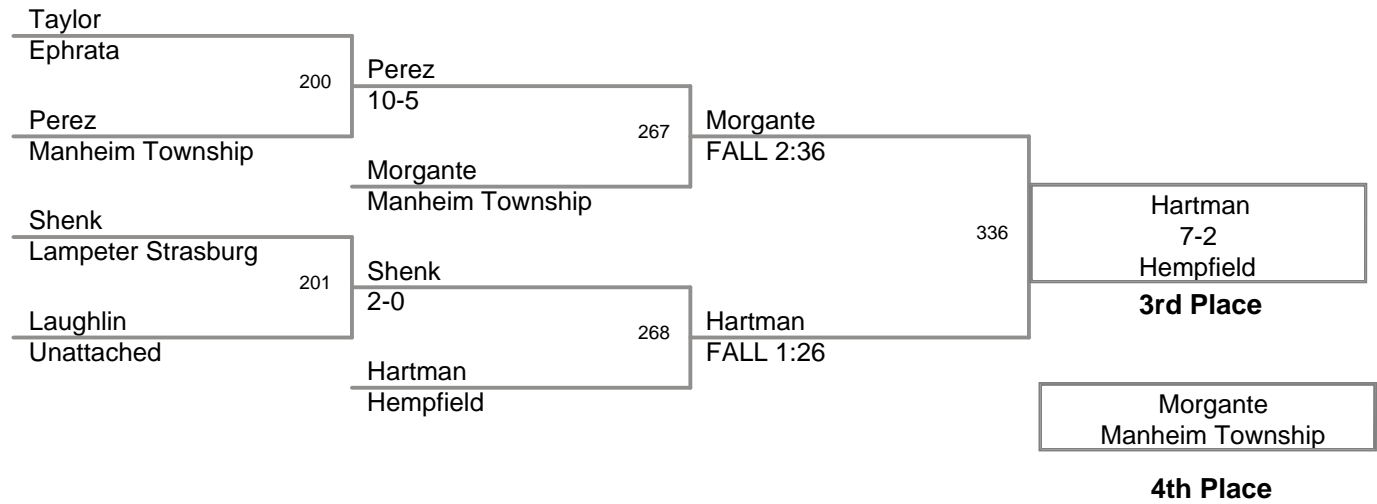 Taylor
Ephrata
200
Perez
10-5
Perez
Manheim Township
267
Morgante
FALL 2:36
Morgante
Manheim Township
Shenk
Lampeter Strasburg
201
Shenk
2-0
Laughlin
Unattached
268
Hartman
FALL 1:26
Hartman
Hempfield
336
Hartman
7-2
Hempfield
3rd Place
Morgante
Manheim Township
4th Place